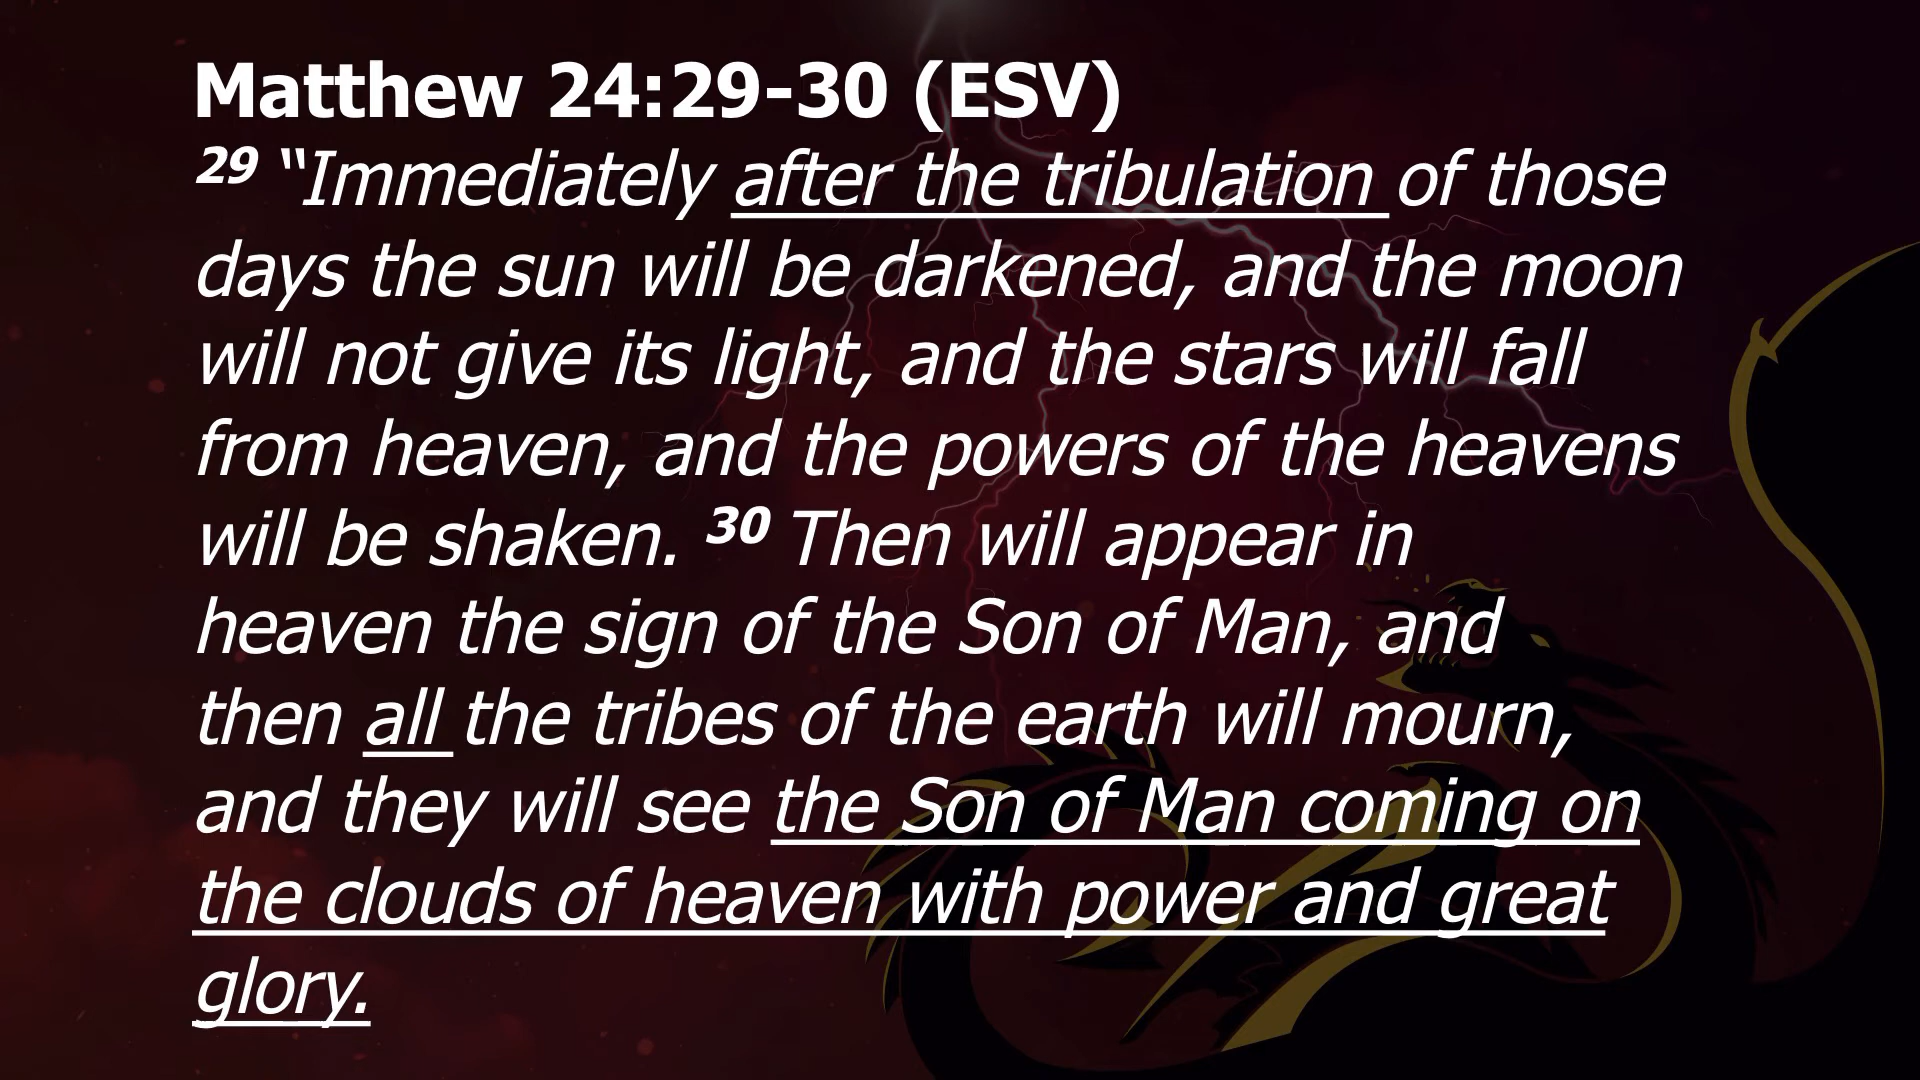 Matthew 24:29-30 (ESV)
29 “Immediately after the tribulation of those
days the sun will be darkened, and the moon
will not give its light, and the stars will fall
from heaven, and the powers of the heavens
will be shaken. 30 Then will appear in
heaven the sign of the Son of Man, and
then all the tribes of the earth will mourn,
and they will see the Son of Man coming on
the clouds of heaven with power and great
glory.